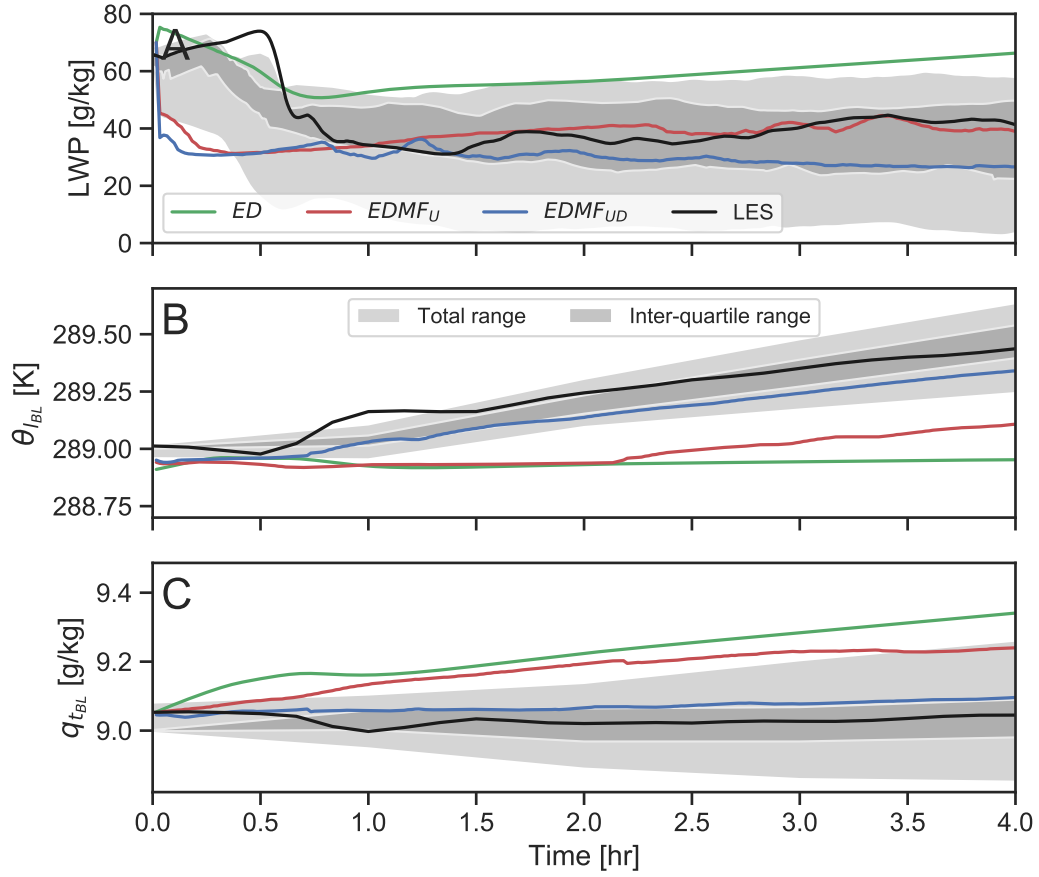 80
60
40
20
0
LWP [g/kg]
A
ED
EDMF_U
EDMF_UD
LES
289.50
289.25
289.00
288.75
θ_l_BL [K]
B
Total range
Inter-quartile range
9.4
9.2
9.0
q_t_BL [g/kg]
C
0.0 0.5 1.0 1.5 2.0 2.5 3.0 3.5 4.0
Time [hr]